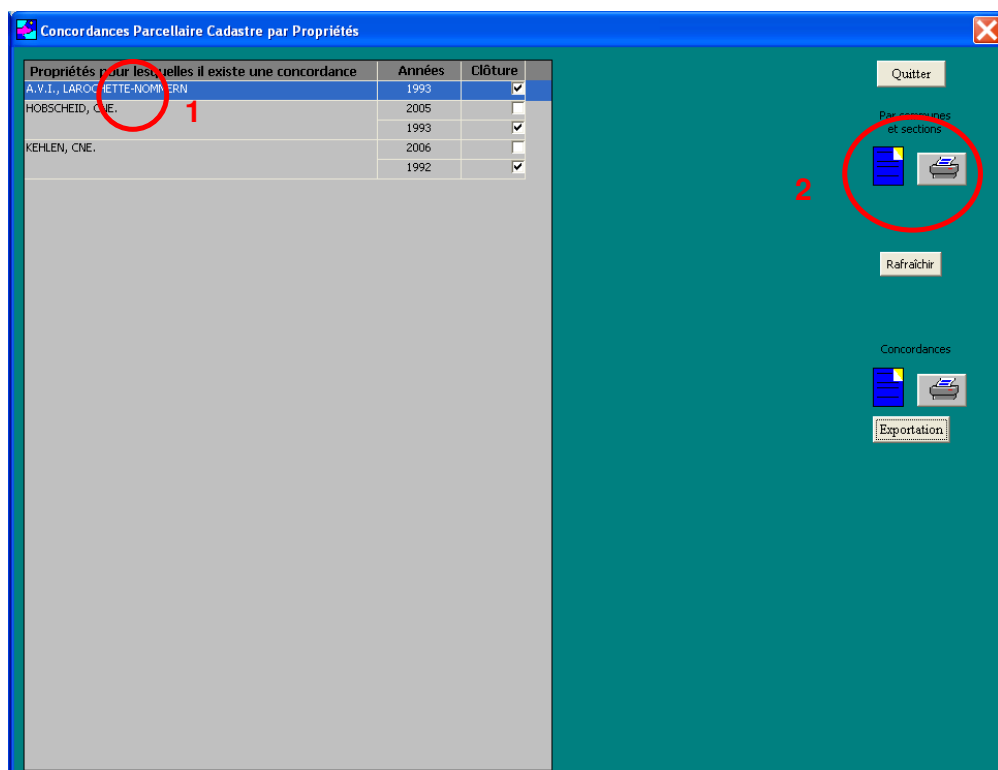 Concordances Parcellaire Cadastre par Propriétés
Propriétés pour lesquelles il existe une concordance Années Clôture
A.V.I., LAROCHETTE-NOMMERN 1993
HOBSCHEID, CNE. 2005
1993
KEHLEN, CNE. 2006
1992
1
Quitter
Par communes
et sections
2
Rafraîchir
Concordances
Exportation